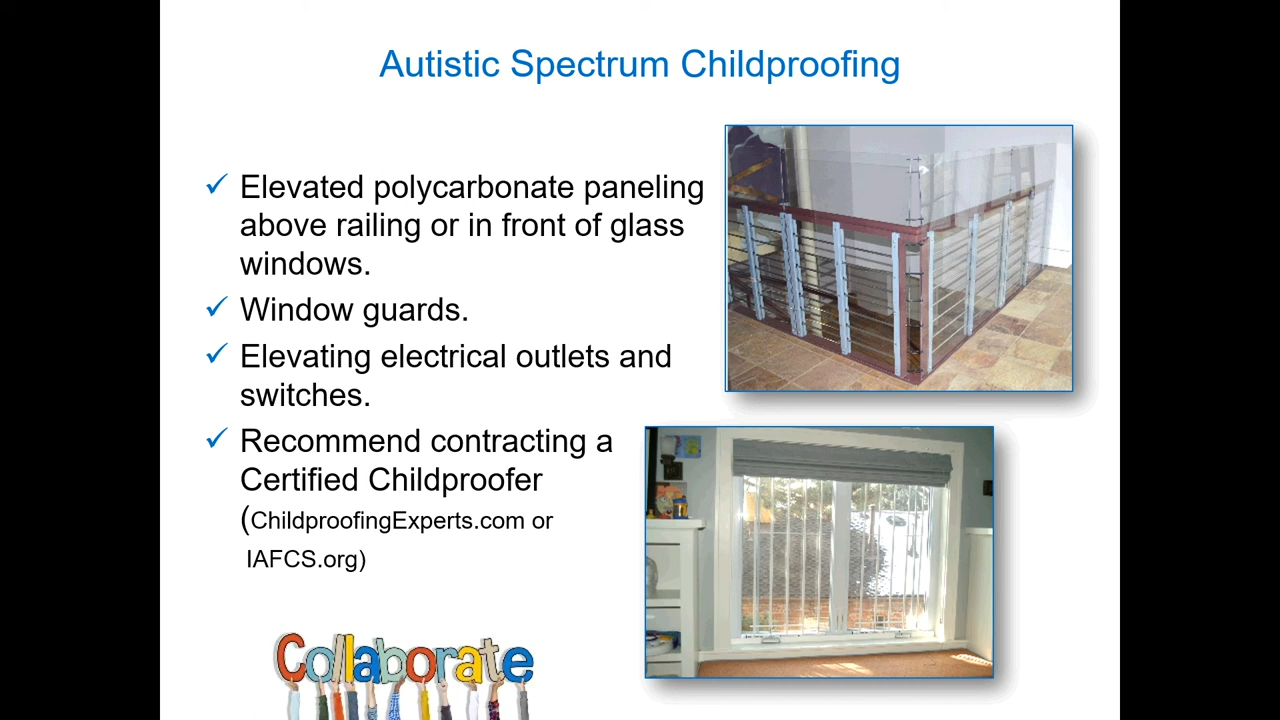 Autistic Spectrum Childproofing
Elevated polycarbonate paneling
above railing or in front of glass
windows.
Window guards.
Elevating electrical outlets and
switches.
Recommend contracting a
Certified Childproofer
(ChildproofingExperts.com or
IAFCS.org)
Collaborate